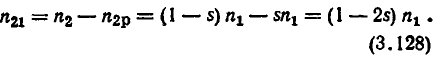 n₂₁ = n₂ − n₂ₚ = (1 − s) n₁ − sn₁ = (1 − 2s) n₁ .
(3.128)